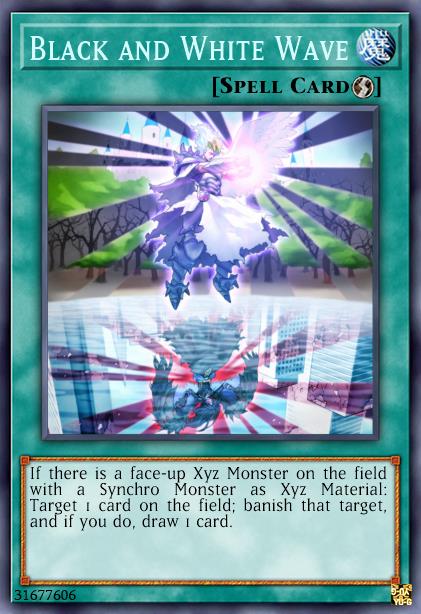 BLACK AND WHITE WAVE 魔
[SPELL CARD]
If there is a face-up Xyz Monster on the field
with a Synchro Monster as Xyz Material:
Target 1 card on the field; banish that target,
and if you do, draw 1 card.
31677606